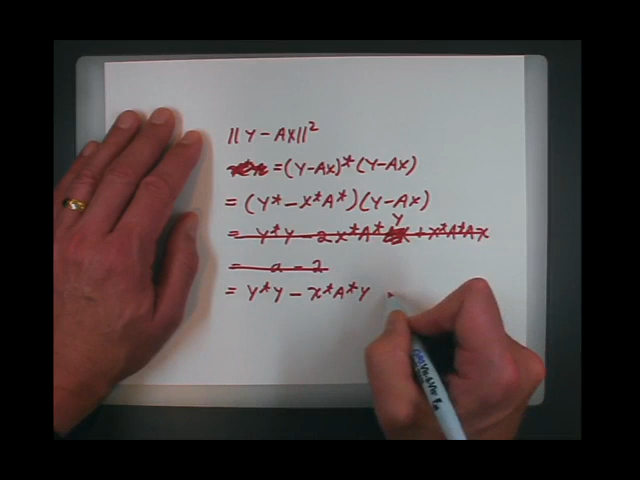 ||Y - AX||²
= (Y-AX)* (Y-AX)
= (Y* - X*A*)(Y-AX)
= Y*Y - 2X*A*Y + X*A*AX
= a - 2
= Y*Y - X*A*Y